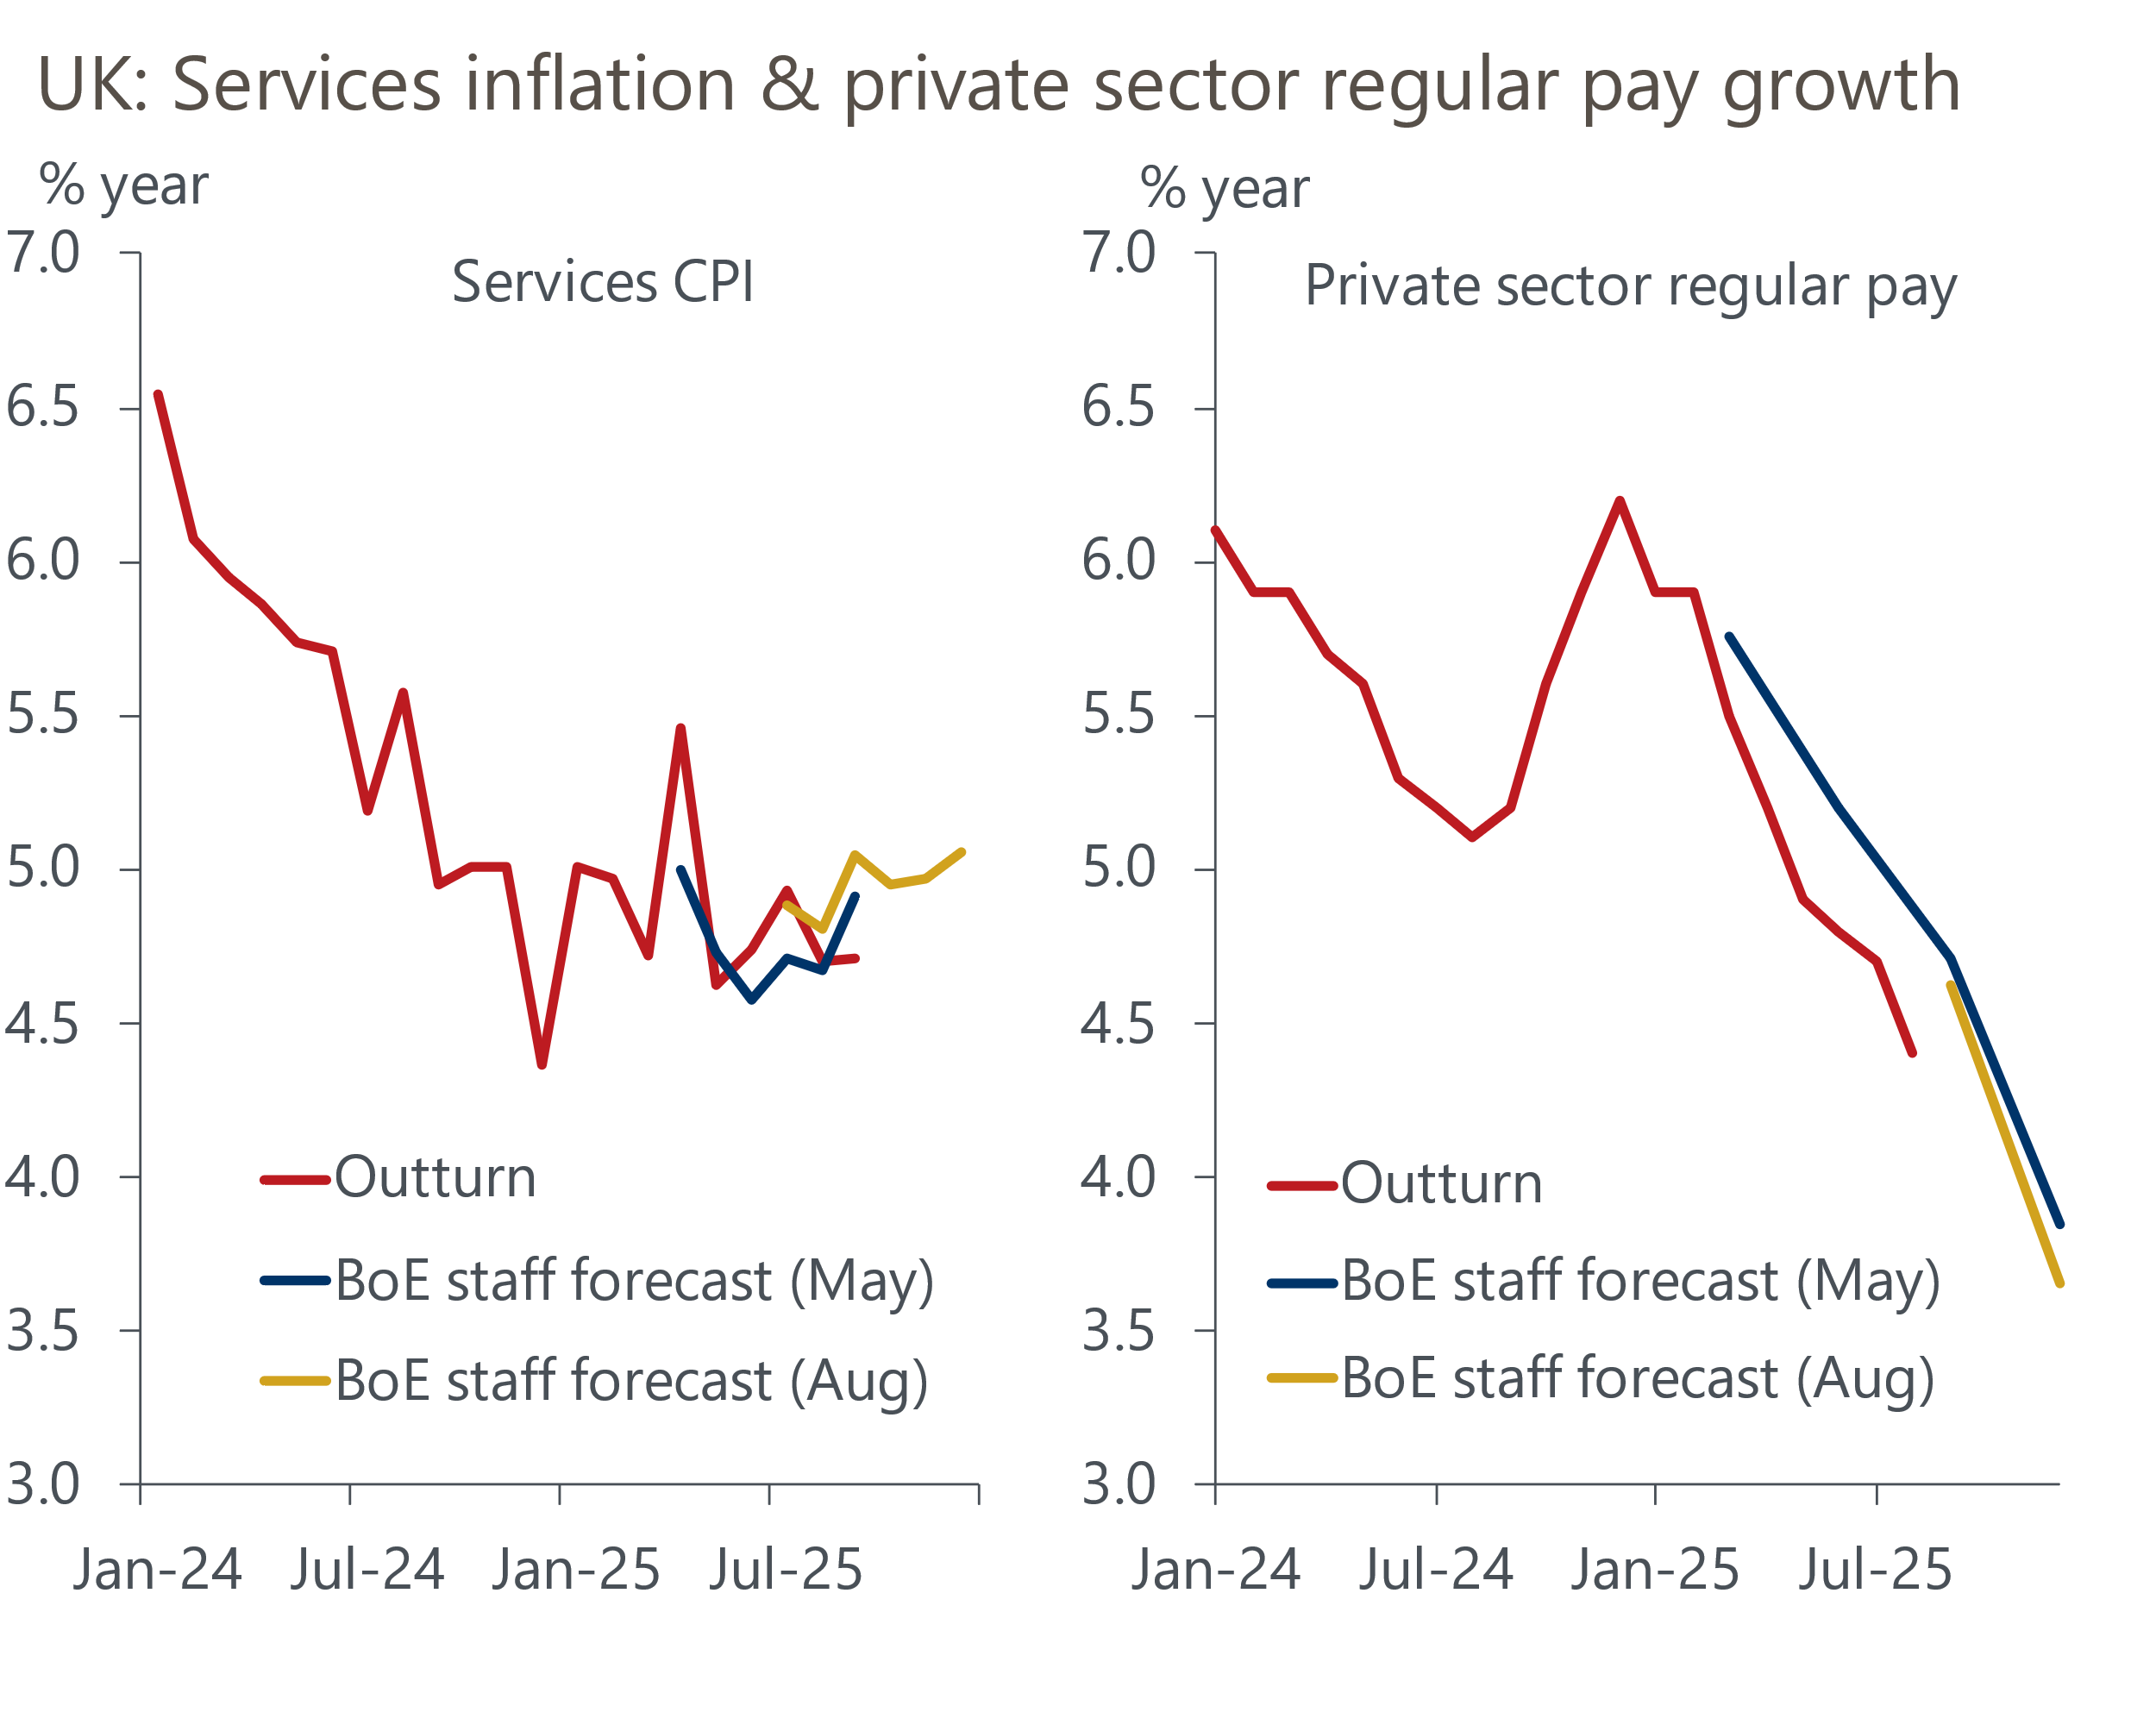 UK: Services inflation & private sector regular pay growth
% year
7.0
6.5
6.0
5.5
5.0
4.5
4.0
3.5
3.0
Services CPI
Outturn
BoE staff forecast (May)
BoE staff forecast (Aug)
Jan-24 Jul-24 Jan-25 Jul-25
% year
7.0
6.5
6.0
5.5
5.0
4.5
4.0
3.5
3.0
Private sector regular pay
Outturn
BoE staff forecast (May)
BoE staff forecast (Aug)
Jan-24 Jul-24 Jan-25 Jul-25